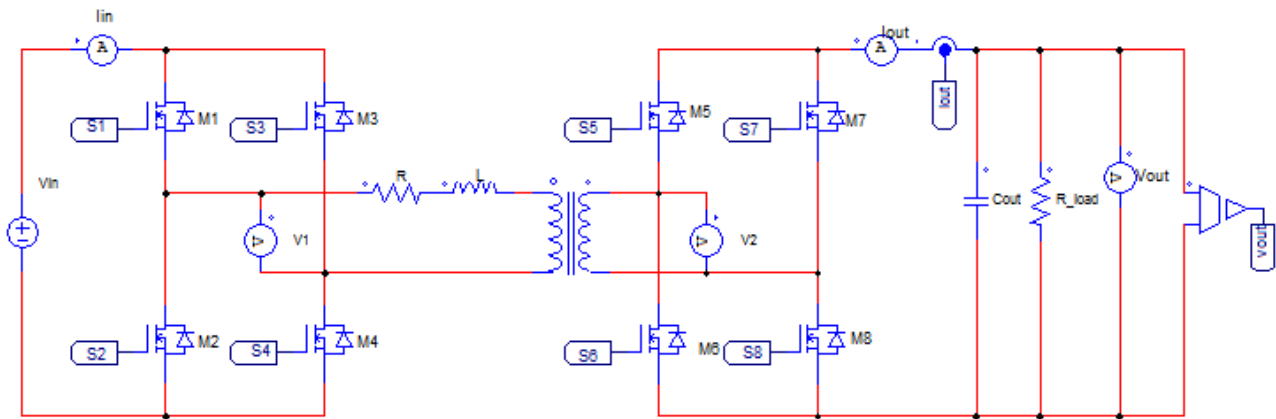 Iin
A
Iout
A
Iout
S1
M1
S3
M3
S5
M5
S7
M7
Vin
R
L
V
V1
V
V2
Cout
R_load
V
Vout
Vout
S2
M2
S4
M4
S6
M6
S8
M8